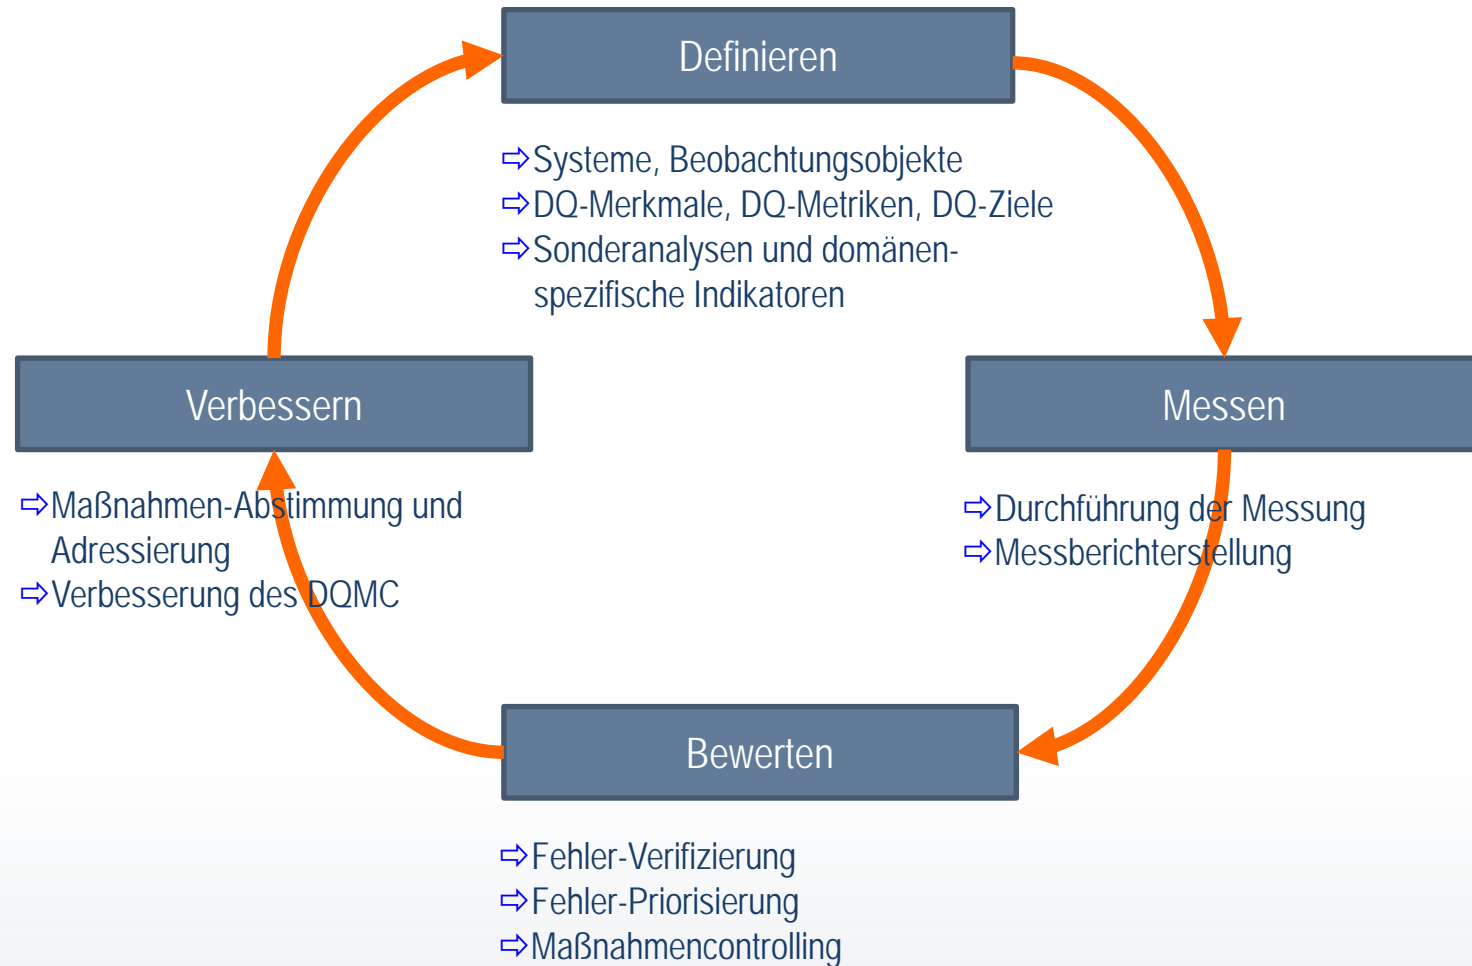 Definieren
⇨Systeme, Beobachtungsobjekte
⇨DQ-Merkmale, DQ-Metriken, DQ-Ziele
⇨Sonderanalysen und domänen-
spezifische Indikatoren
Verbessern
Messen
⇨Maßnahmen-Abstimmung und
Adressierung
⇨Verbesserung des DQMC
⇨Durchführung der Messung
⇨Messberichterstellung
Bewerten
⇨Fehler-Verifizierung
⇨Fehler-Priorisierung
⇨Maßnahmencontrolling